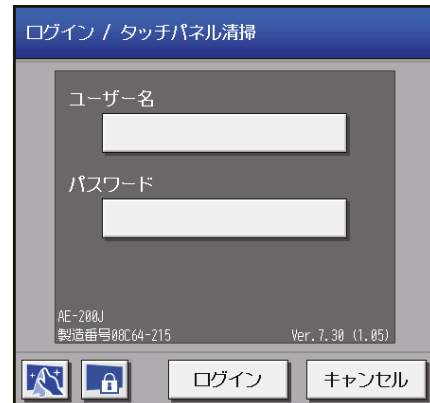 ログイン / タッチパネル清掃
ユーザー名
パスワード
AE-200J
製造番号08C64-215 Ver.7.30 (1.05)
ログイン キャンセル